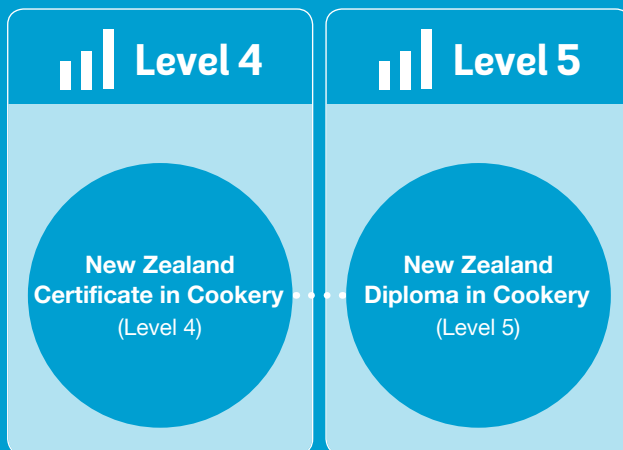 Level 4
New Zealand
Certificate in Cookery
(Level 4)
Level 5
New Zealand
Diploma in Cookery
(Level 5)